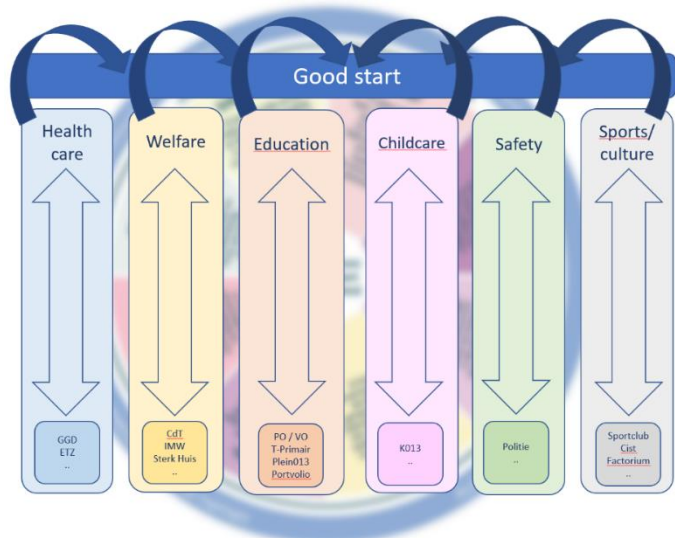 Good start
Health
care
Welfare
Education
Childcare
Safety
Sports/
culture
GGD
ETZ
..
CdT
IMW
Sterk Huis
..
PO / VO
T-Primair
Plein013
Portvolio
K013
..
Politie
..
Sportclub
Cist
Factorium
..